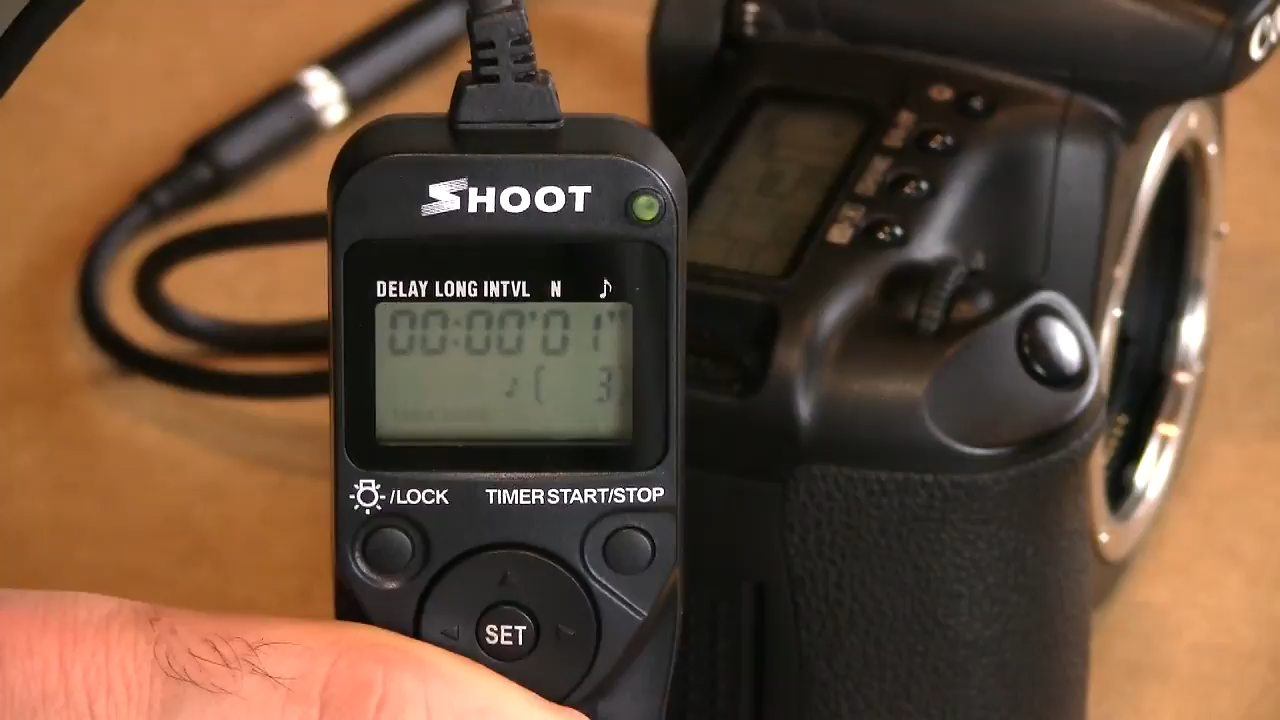 SHOOT
DELAY LONG INTVL N ♪
00:00'01"
♪ ( 3)
/LOCK
TIMER START/STOP
SET